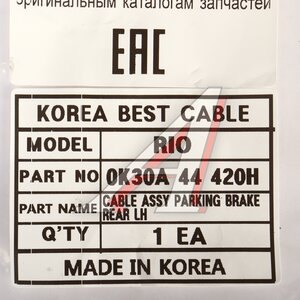 оригинальным каталогам запчастей
EAC
KOREA BEST CABLE
MODEL RIO
PART NO 0K30A 44 420H
PART NAME CABLE ASSY PARKING BRAKE REAR LH
Q'TY 1 EA
MADE IN KOREA